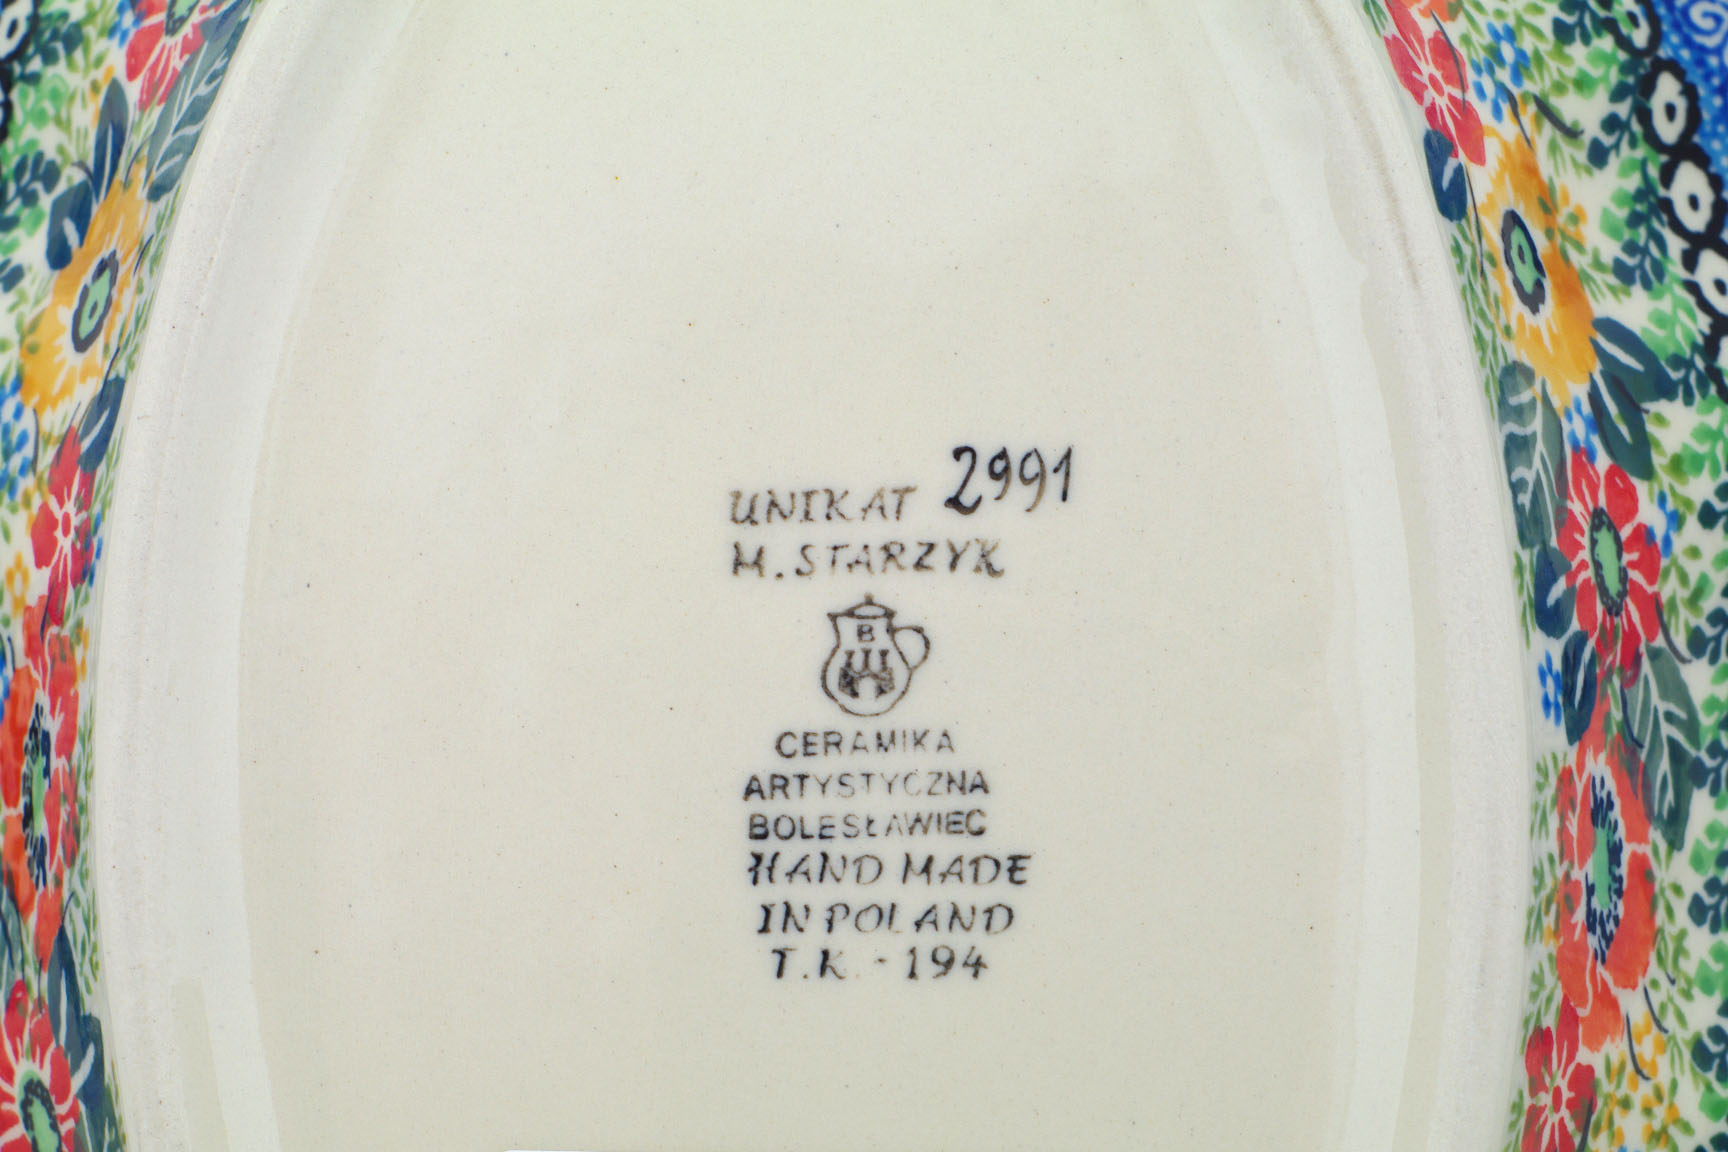 UNIKAT 2991
M. STARZYK
B
CERAMIKA
ARTYSTYCZNA
BOLESŁAWIEC
HAND MADE
IN POLAND
T.K. - 194